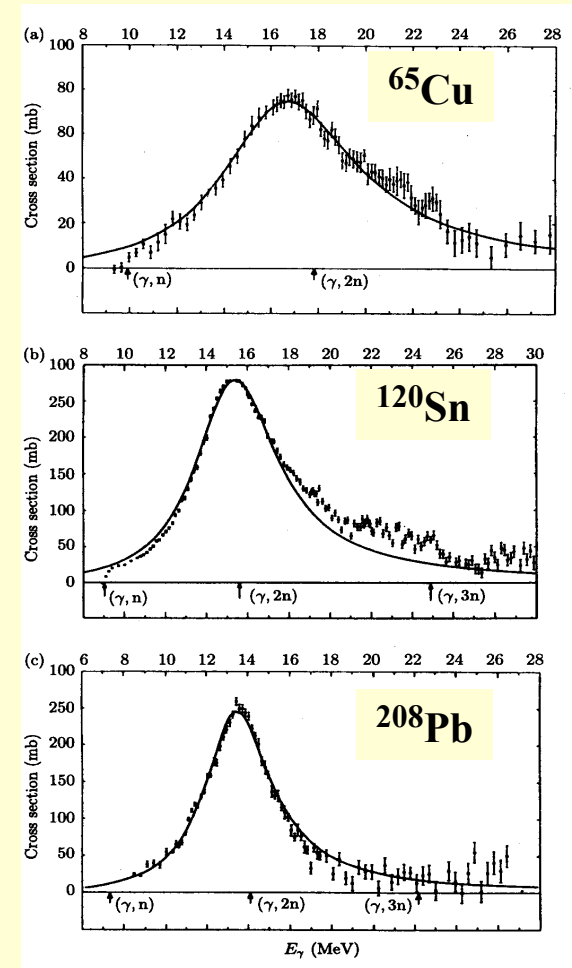 (a) 8 10 12 14 16 18 20 22 24 26 28
100
65Cu
80
80
40
20
0
Cross section (mb)
(γ, n)
(γ, 2n)
(b) 8 10 12 14 16 18 20 22 24 26 28 30
100
120Sn
250
200
150
100
50
0
Cross section (mb)
(γ, n)
(γ, 2n)
(γ, 3n)
(c) 6 8 10 12 14 16 18 20 22 24 26 28
100
208Pb
250
200
150
100
50
0
Cross section (mb)
(γ, n)
(γ, 2n)
(γ, 3n)
Eγ (MeV)